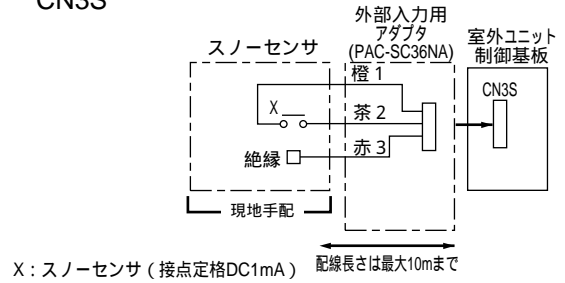 CN3S
外部入力用
アダプタ
(PAC-SC36NA)
室外ユニット
制御基板
スノーセンサ
橙 1
CN3S
X
茶 2
赤 3
絶縁
現地手配
X：スノーセンサ（接点定格DC1mA）
配線長さは最大10mまで